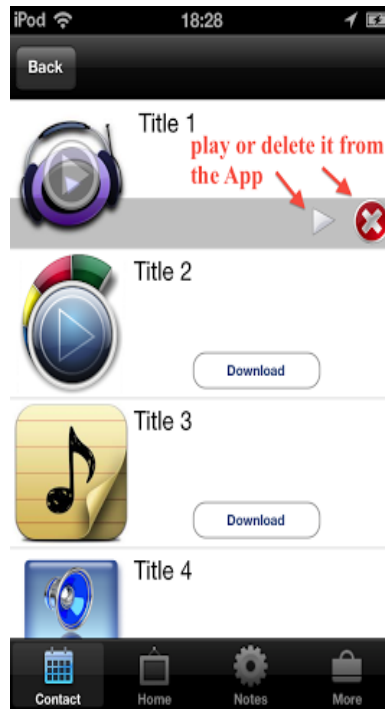 iPod 18:28
Back
Title 1
play or delete it from
the App
Title 2
Download
Title 3
Download
Title 4
Contact Home Notes More